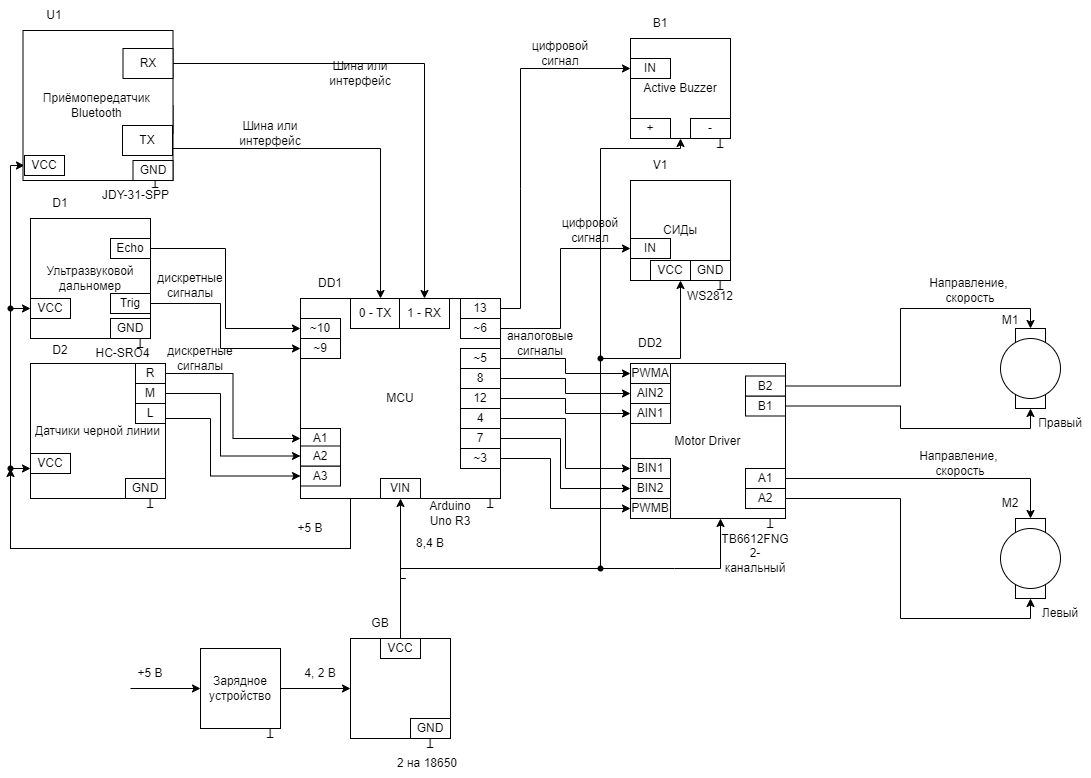 U1
RX
Приёмопередатчик
Bluetooth
TX
VCC
GND
JDY-31-SPP
Шина или
интерфейс
Шина или
интерфейс
D1
Echo
Ультразвуковой
дальномер
VCC
Trig
GND
HC-SRO4
дискретные
сигналы
D2
дискретные
сигналы
R
M
L
Датчики черной линии
VCC
GND
DD1
0 - TX
1 - RX
13
~6
~10
~9
~5
8
12
4
7
~3
MCU
A1
A2
A3
VIN
Arduino
Uno R3
+5 В
8,4 В
цифровой
сигнал
B1
IN
Active Buzzer
+
-
V1
цифровой
сигнал
СИДы
IN
VCC
GND
WS2812
аналоговые
сигналы
DD2
PWMA
AIN2
AIN1
Motor Driver
BIN1
BIN2
PWMB
B2
B1
A1
A2
TB6612FNG
2-
канальный
Направление,
скорость
M1
Правый
Направление,
скорость
M2
Левый
GB
VCC
GND
2 на 18650
+5 В
Зарядное
устройство
4, 2 В